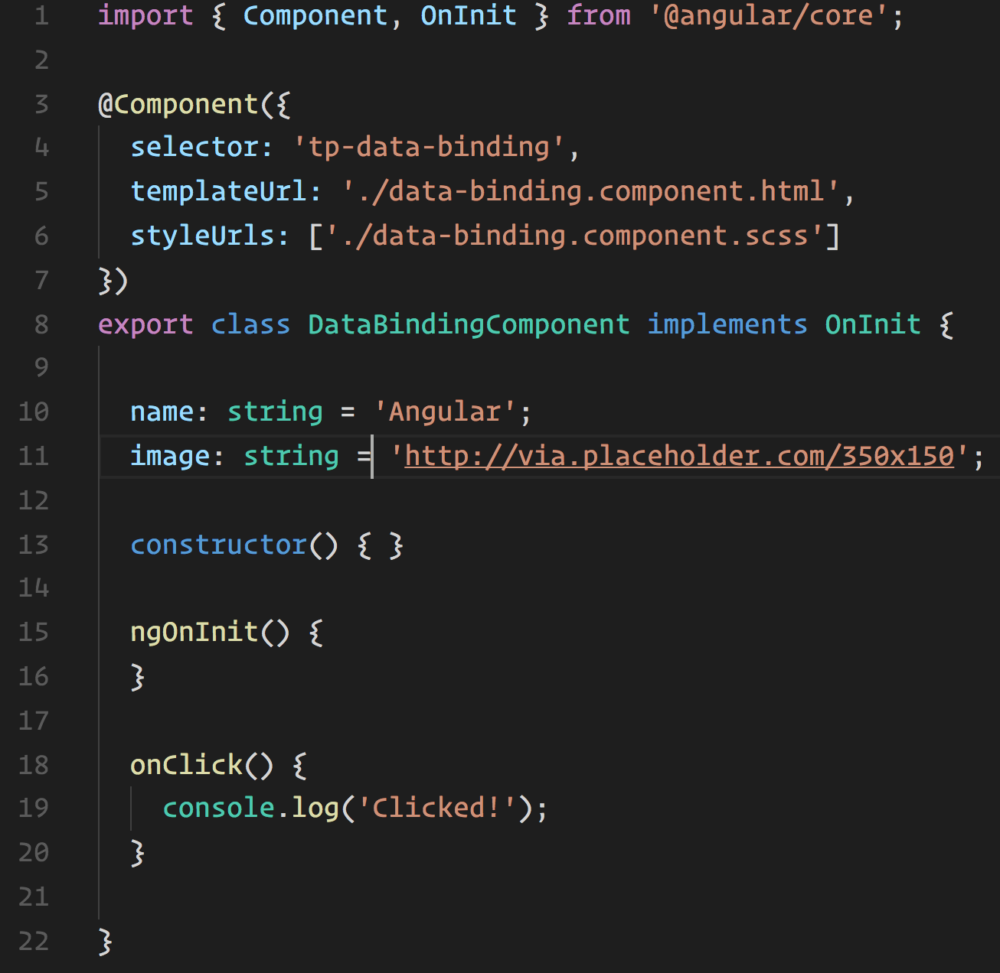 1 import { Component, OnInit } from '@angular/core';
2
3 @Component({
4 selector: 'tp-data-binding',
5 templateUrl: './data-binding.component.html',
6 styleUrls: ['./data-binding.component.scss']
7 })
8 export class DataBindingComponent implements OnInit {
9
10 name: string = 'Angular';
11 image: string = 'http://via.placeholder.com/350x150';
12
13 constructor() { }
14
15 ngOnInit() {
16 }
17
18 onClick() {
19 console.log('Clicked!');
20 }
21
22 }